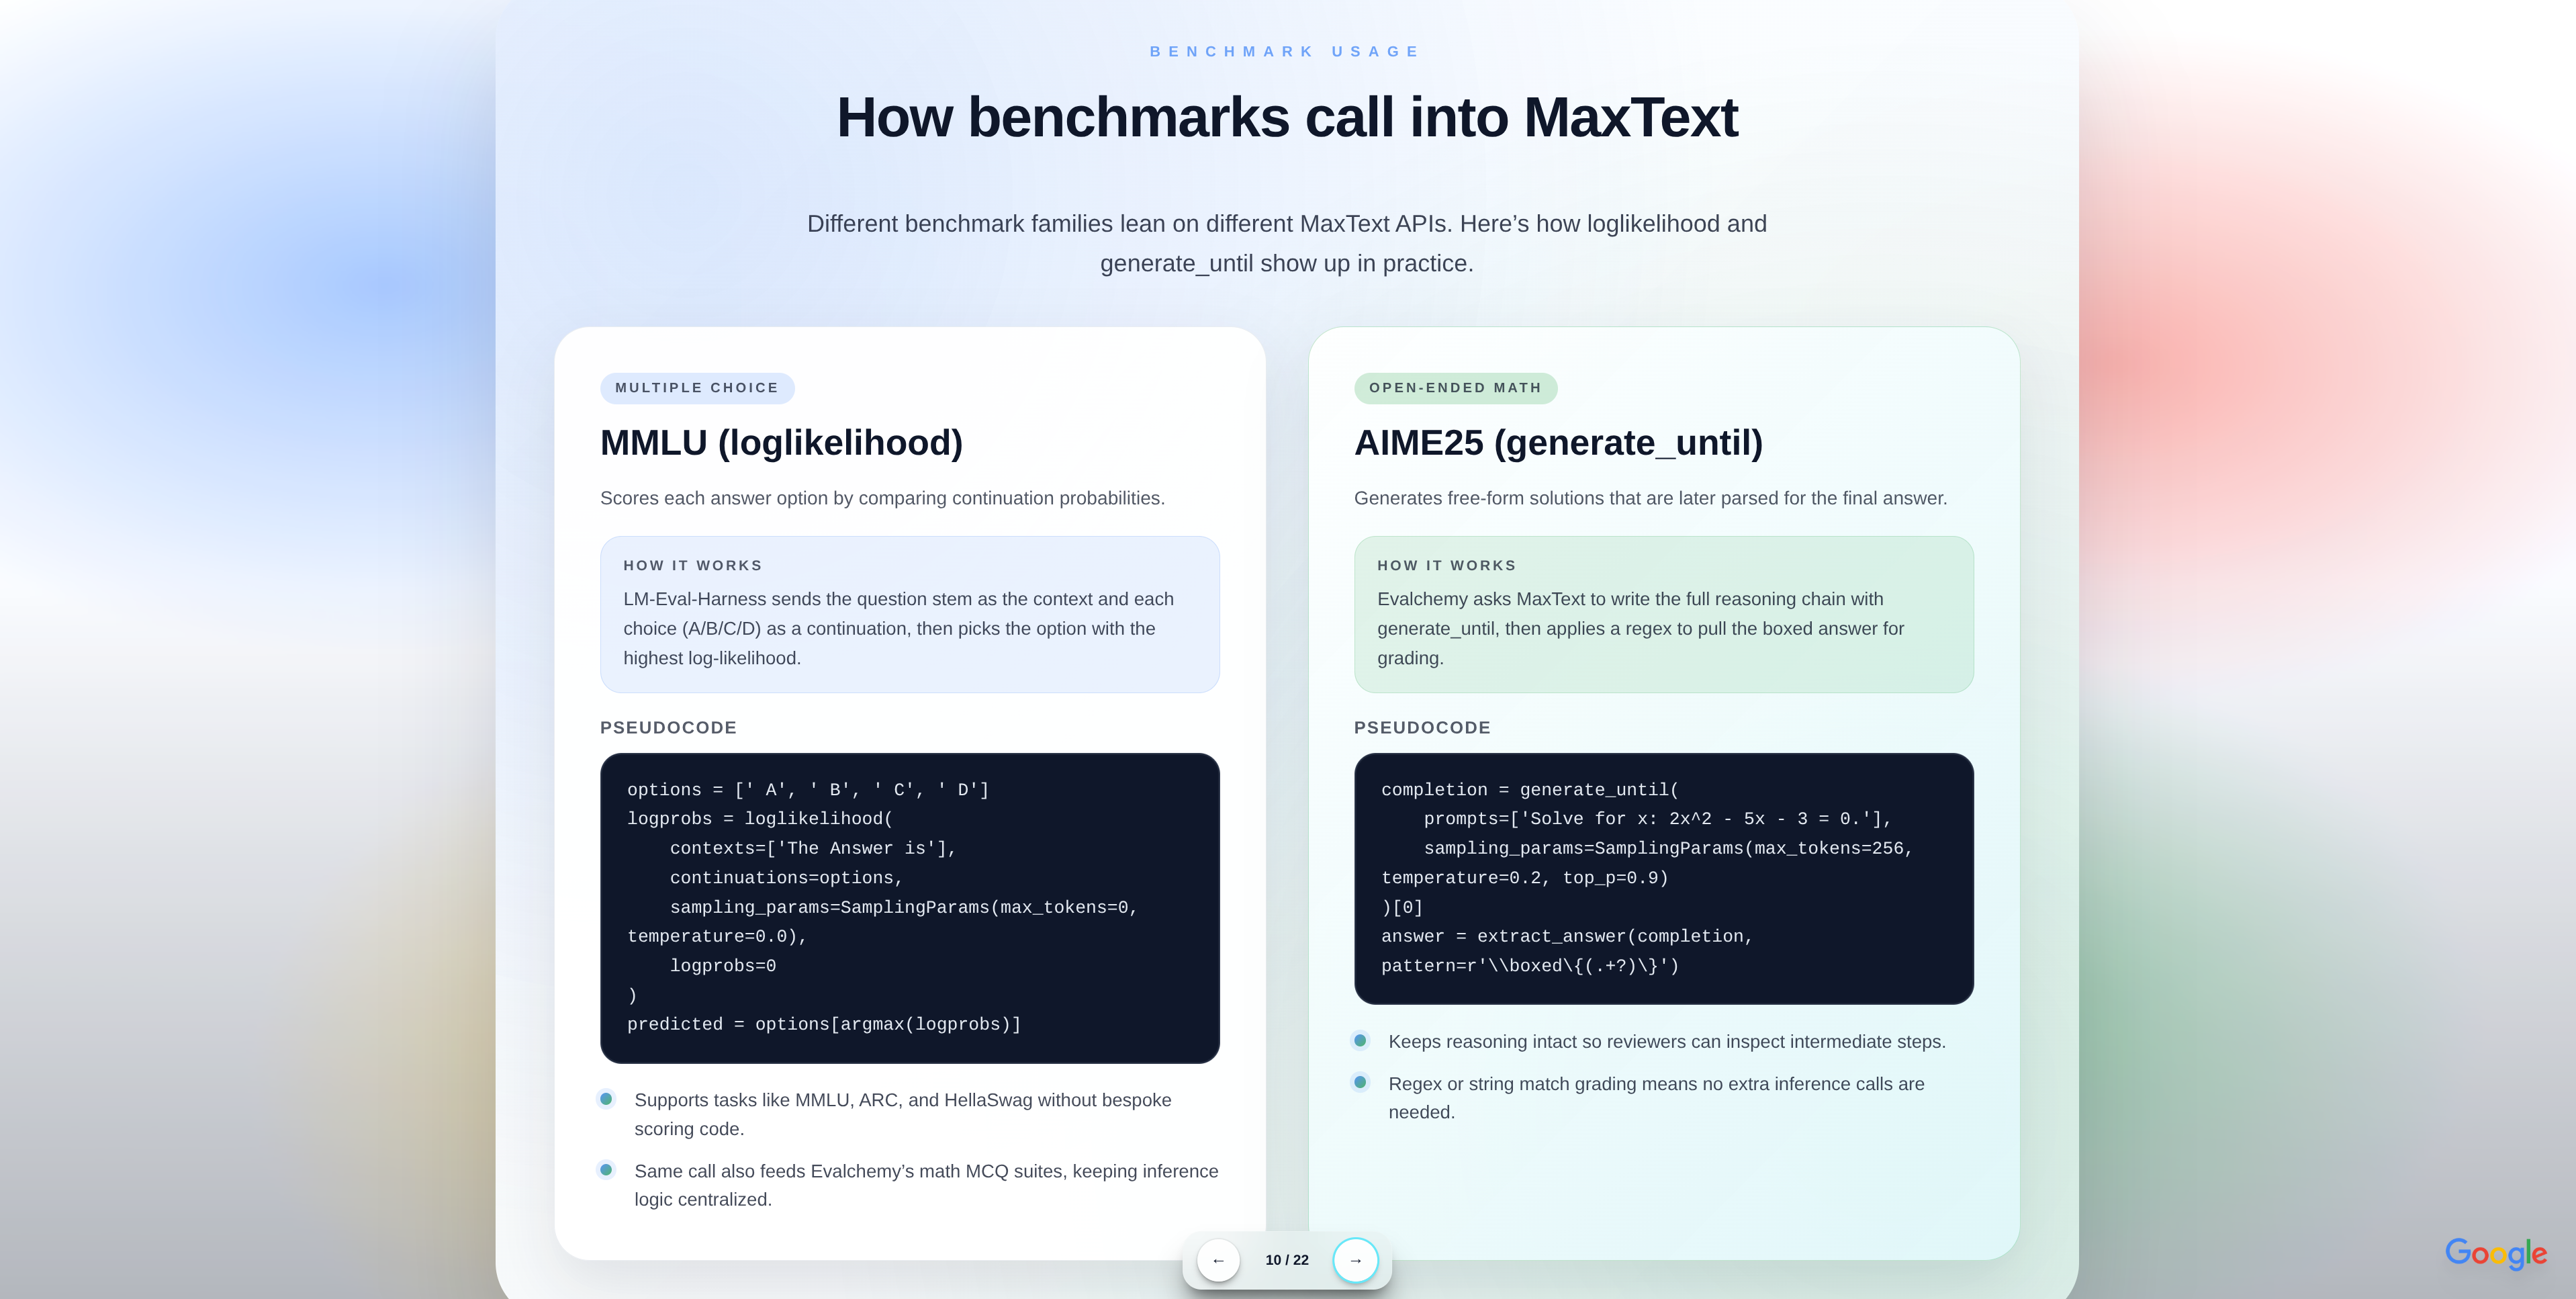 BENCHMARK USAGE
How benchmarks call into MaxText
Different benchmark families lean on different MaxText APIs. Here’s how loglikelihood and
generate_until show up in practice.
MULTIPLE CHOICE
MMLU (loglikelihood)
Scores each answer option by comparing continuation probabilities.
HOW IT WORKS
LM-Eval-Harness sends the question stem as the context and each
choice (A/B/C/D) as a continuation, then picks the option with the
highest log-likelihood.
PSEUDOCODE
options = [' A', ' B', ' C', ' D']
logprobs = loglikelihood(
    contexts=['The Answer is'],
    continuations=options,
    sampling_params=SamplingParams(max_tokens=0,
temperature=0.0),
    logprobs=0
)
predicted = options[argmax(logprobs)]
Supports tasks like MMLU, ARC, and HellaSwag without bespoke
scoring code.
Same call also feeds Evalchemy’s math MCQ suites, keeping inference
logic centralized.
OPEN-ENDED MATH
AIME25 (generate_until)
Generates free-form solutions that are later parsed for the final answer.
HOW IT WORKS
Evalchemy asks MaxText to write the full reasoning chain with
generate_until, then applies a regex to pull the boxed answer for
grading.
PSEUDOCODE
completion = generate_until(
    prompts=['Solve for x: 2x^2 - 5x - 3 = 0.'],
    sampling_params=SamplingParams(max_tokens=256,
temperature=0.2, top_p=0.9)
)[0]
answer = extract_answer(completion,
pattern=r'\\boxed\{(.+?)\}')
Keeps reasoning intact so reviewers can inspect intermediate steps.
Regex or string match grading means no extra inference calls are
needed.
← 10 / 22 →
Google